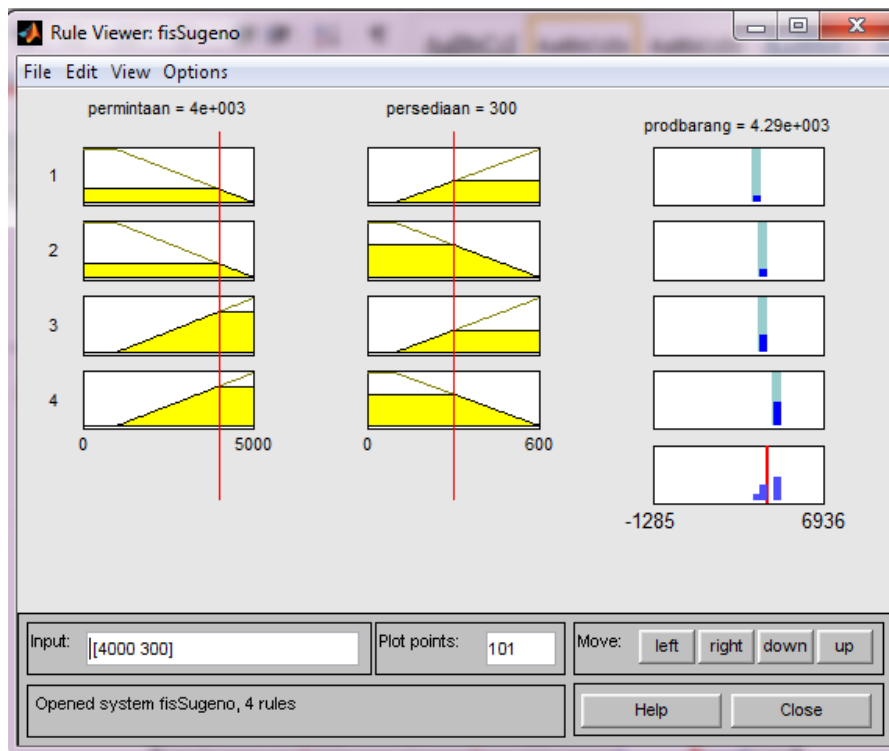 Rule Viewer: fisSugeno
File Edit View Options
permintaan = 4e+003
persediaan = 300
prodbarang = 4.29e+003
1
2
3
4
0 5000
0 600
-1285 6936
Input: [4000 300]
Plot points: 101
Move: left right down up
Opened system fisSugeno, 4 rules
Help Close